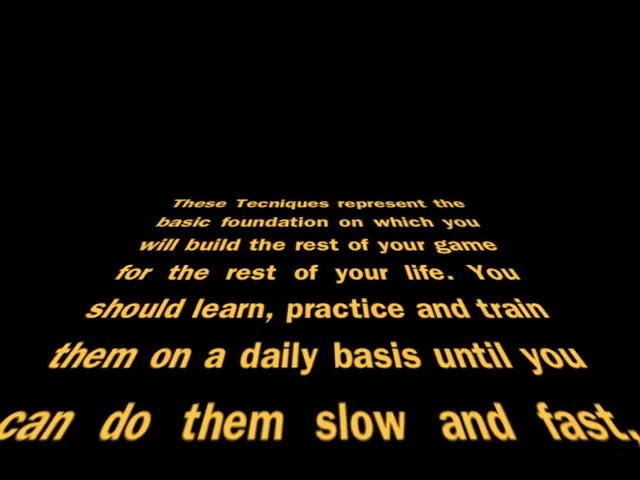 These Tecniques represent the
basic foundation on which you
will build the rest of your game
for the rest of your life. You
should learn, practice and train
them on a daily basis until you
can do them slow and fast,